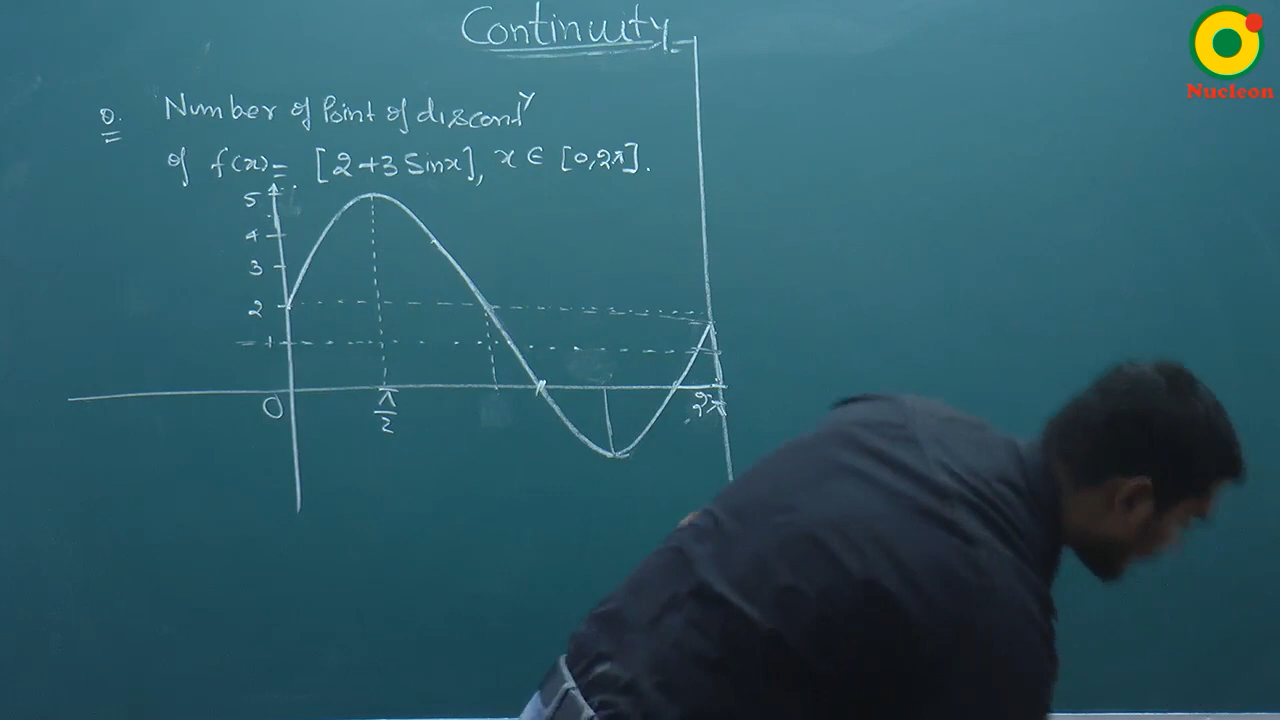 Continuity
Nucleon
Q. Number of Point of discontʸ
of f(x) = [2+3 Sinx], x ∈ [0,2π].
5
4
3
2
1
0
π/2
2π